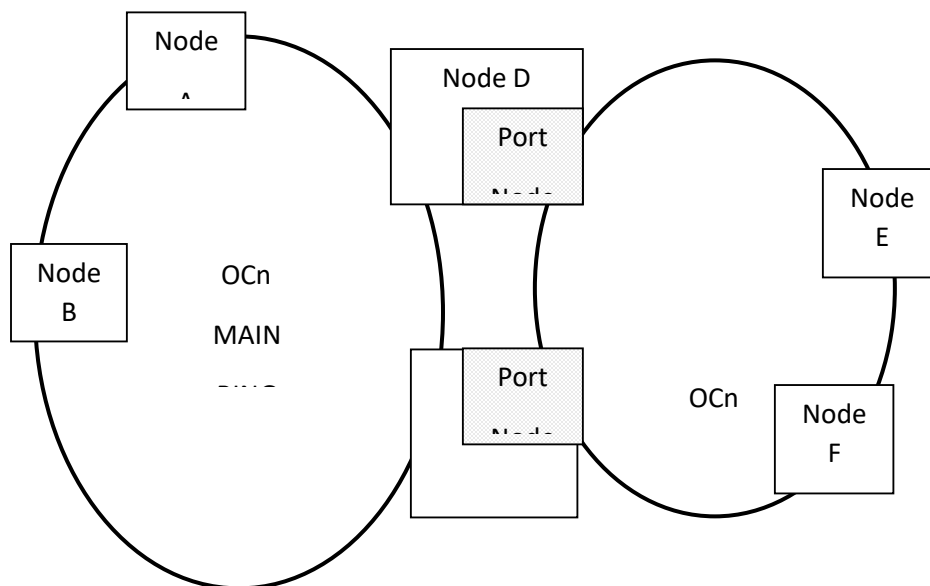 Node
Node D
Port
Node
E
Node
B
OCn
MAIN
Port
OCn
Node
F